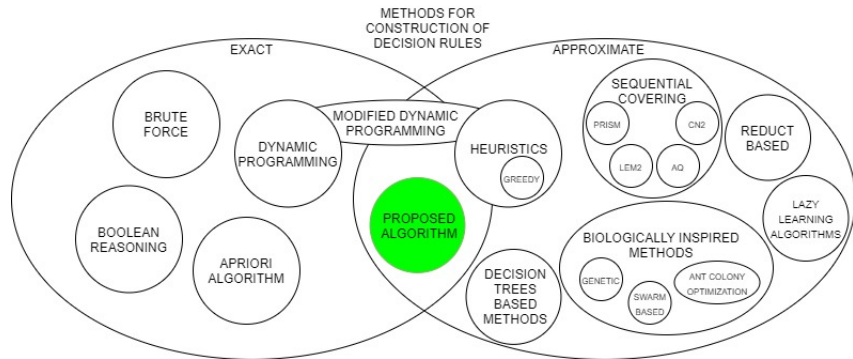 METHODS FOR
CONSTRUCTION OF
DECISION RULES
EXACT
APPROXIMATE
BRUTE
FORCE
DYNAMIC
PROGRAMMING
MODIFIED DYNAMIC
PROGRAMMING
HEURISTICS
GREEDY
SEQUENTIAL
COVERING
PRISM
CN2
LEM2
AQ
REDUCT
BASED
BOOLEAN
REASONING
APRIORI
ALGORITHM
PROPOSED
ALGORITHM
LAZY
LEARNING
ALGORITHMS
DECISION
TREES
BASED
METHODS
BIOLOGICALLY INSPIRED
METHODS
GENETIC
SWARM
BASED
ANT COLONY
OPTIMIZATION